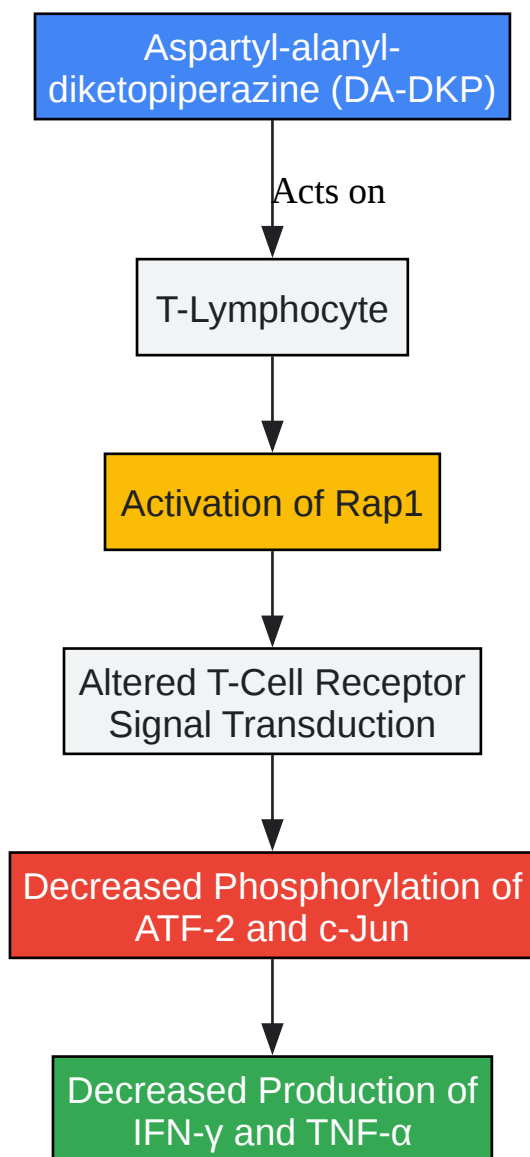 Aspartyl-alanyl-
diketopiperazine (DA-DKP)
Acts on
T-Lymphocyte
Activation of Rap1
Altered T-Cell Receptor
Signal Transduction
Decreased Phosphorylation of
ATF-2 and c-Jun
Decreased Production of
IFN-γ and TNF-α